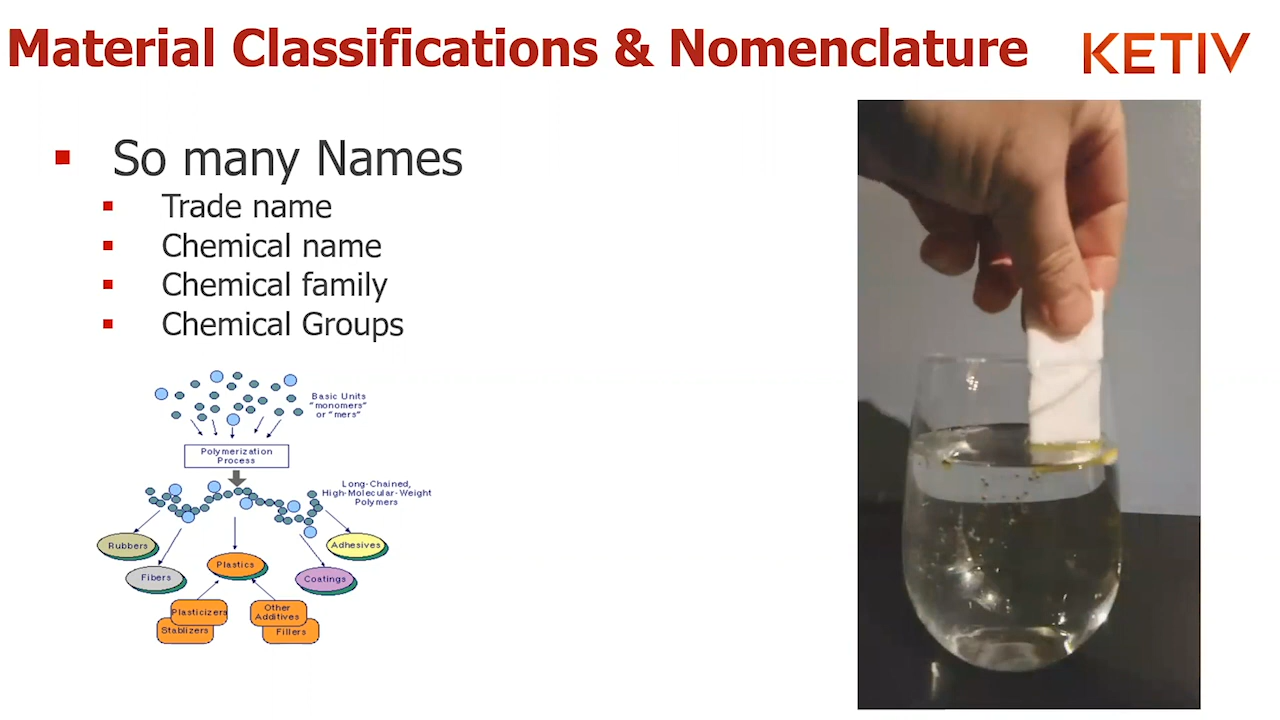 Material Classifications & Nomenclature
KETIV
So many Names
Trade name
Chemical name
Chemical family
Chemical Groups
Basic Units
"monomers"
or "mers"
Polymerization
Process
Long-Chained,
High-Molecular-Weight
Polymers
Rubbers
Adhesives
Plastics
Fibers
Coatings
Plasticizers
Other
Additives
Stablizers
Fillers